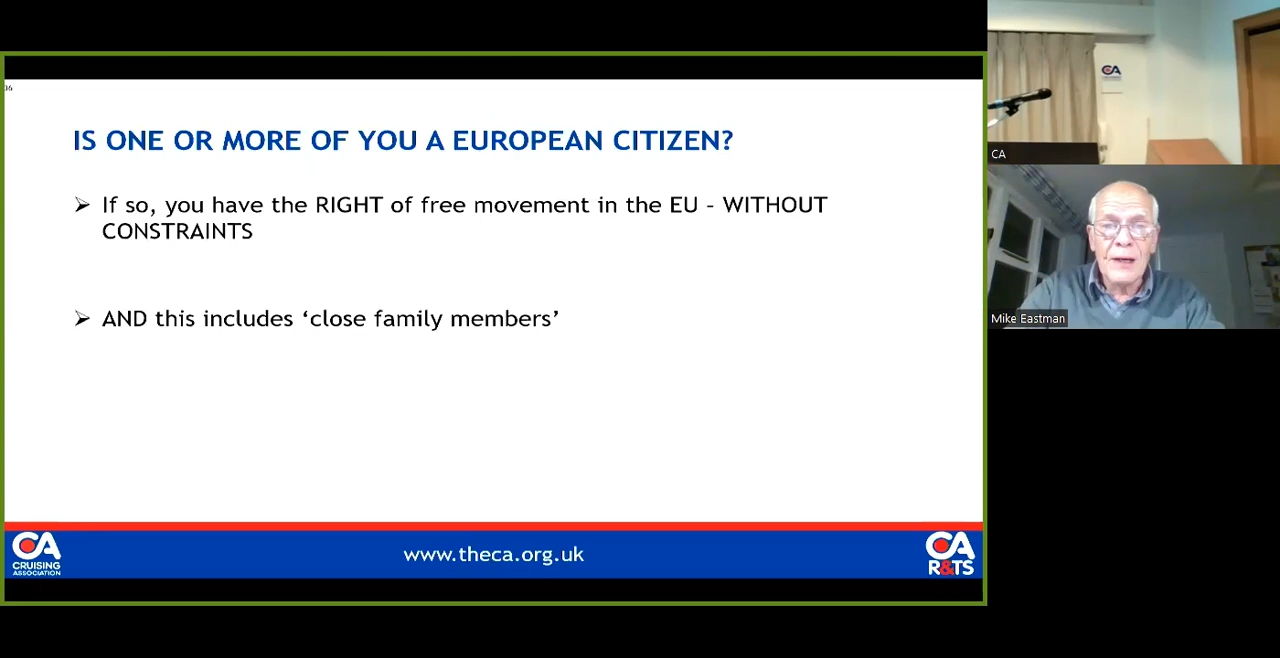 IS ONE OR MORE OF YOU A EUROPEAN CITIZEN?
➢ If so, you have the RIGHT of free movement in the EU – WITHOUT
CONSTRAINTS
➢ AND this includes ‘close family members’
CA
CRUISING
ASSOCIATION
www.theca.org.uk
CA
R&TS
CA
CA
Mike Eastman